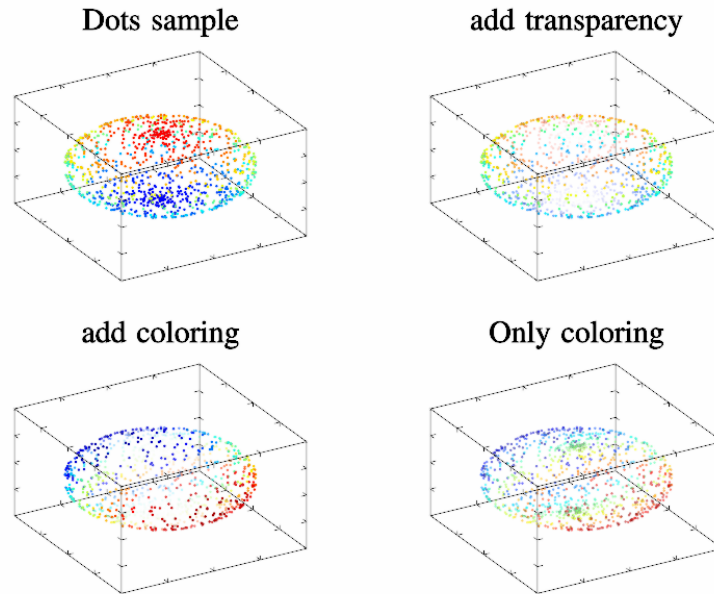 Dots sample
add transparency
add coloring
Only coloring